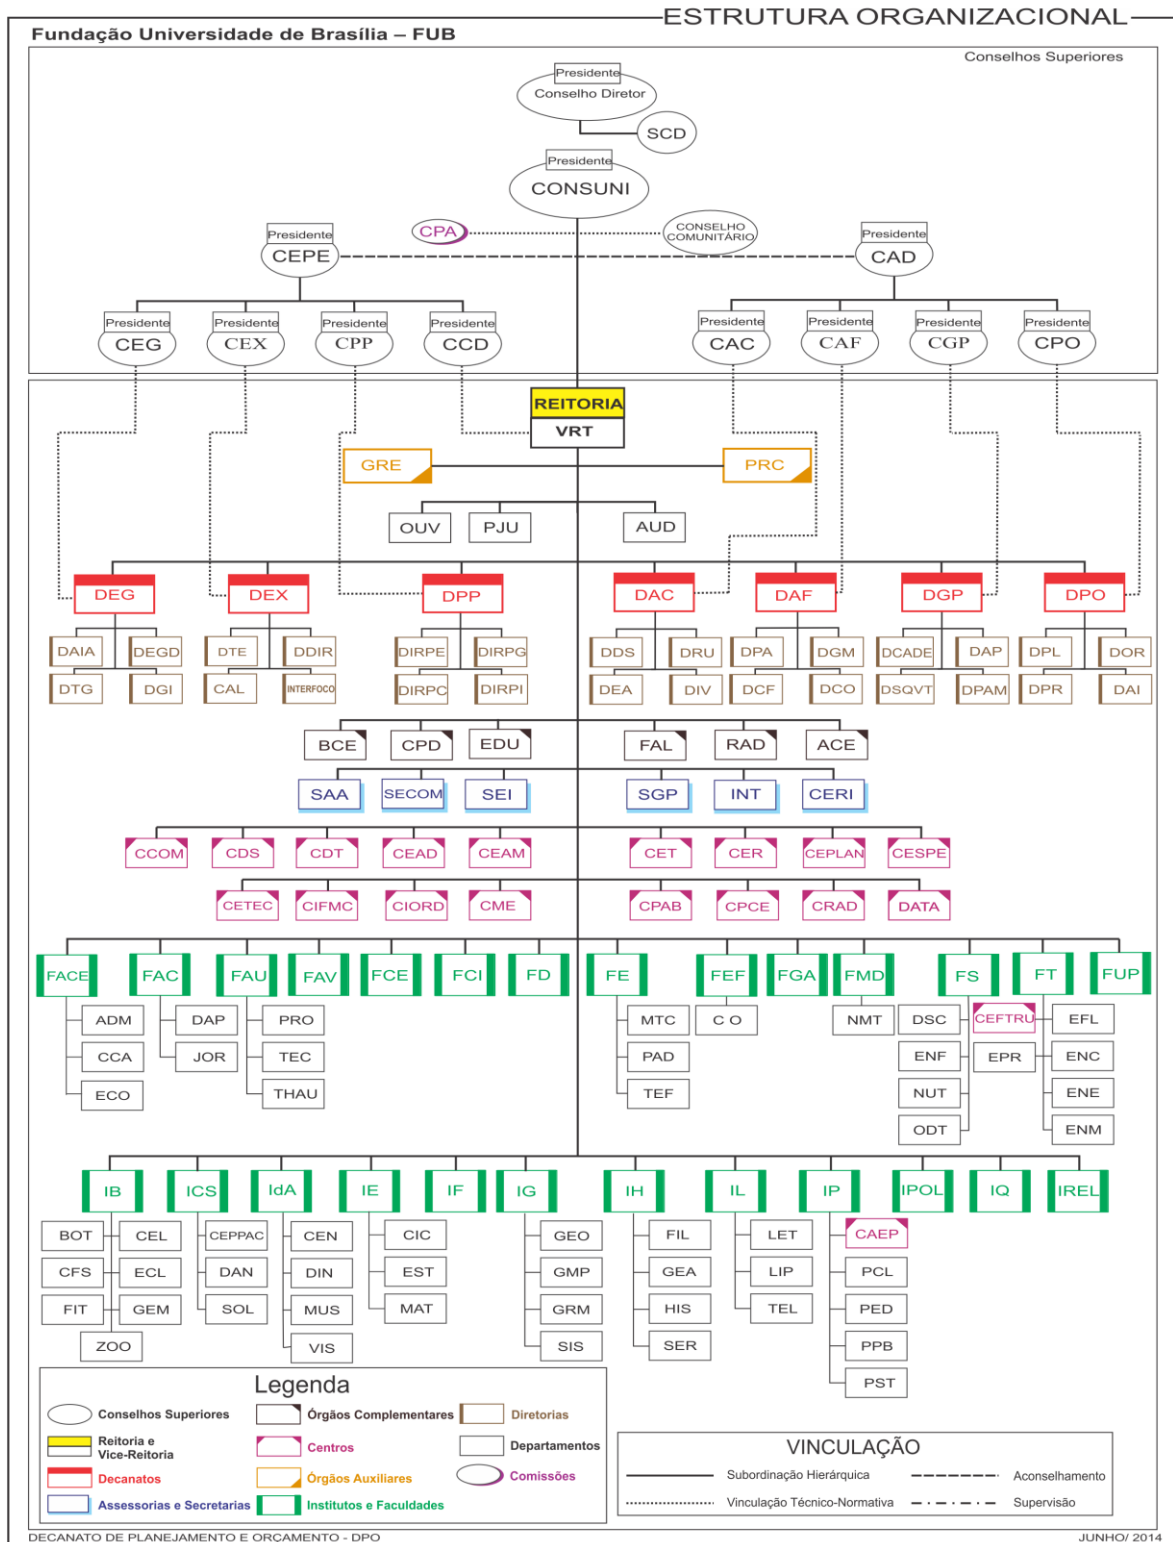 ESTRUTURA ORGANIZACIONAL
Fundação Universidade de Brasília – FUB
Conselhos Superiores
Presidente
Conselho Diretor
SCD
Presidente
CONSUNI
CPA
CONSELHO
COMUNITÁRIO
Presidente
CEPE
Presidente
CAD
Presidente Presidente Presidente Presidente Presidente Presidente Presidente Presidente
CEG CEX CPP CCD CAC CAF CGP CPO
REITORIA
VRT
GRE PRC
OUV PJU AUD
DEG DEX DPP DAC DAF DGP DPO
DAIA DEGD DTE DDIR DIRPE DIRPG DDS DRU DPA DGM DCADE DAP DPL DOR
DTG DGI CAL INTERFOCO DIRPC DIRPI DEA DIV DCF DCO DSQVT DPAM DPR DAI
BCE CPD EDU FAL RAD ACE
SAA SECOM SEI SGP INT CERI
CCOM CDS CDT CEAD CEAM CET CER CEPLAN CESPE
CETEC CIFMC CIORD CME CPAB CPCE CRAD DATA
FACE FAC FAU FAV FCE FCI FD FE FEF FGA FMD FS FT FUP
ADM DAP PRO MTC C O NMT DSC CEFTRU EFL
CCA JOR TEC PAD ENF EPR ENC
ECO THAU TEF NUT ENE
ODT ENM
IB ICS IdA IE IF IG IH IL IP IPOL IQ IREL
BOT CEL CEPPAC CEN CIC GEO FIL LET CAEP
CFS ECL DAN DIN EST GMP GEA LIP PCL
FIT GEM SOL MUS MAT GRM HIS TEL PED
ZOO VIS SIS SER PPB
PST
Legenda
Conselhos Superiores Órgãos Complementares Diretorias
Reitoria e
Vice-Reitoria
Centros Departamentos
Decanatos Órgãos Auxiliares Comissões
Assessorias e Secretarias Institutos e Faculdades
VINCULAÇÃO
Subordinação Hierárquica Aconselhamento
Vinculação Técnico-Normativa Supervisão
DECANATO DE PLANEJAMENTO E ORÇAMENTO - DPO
JUNHO/ 2014